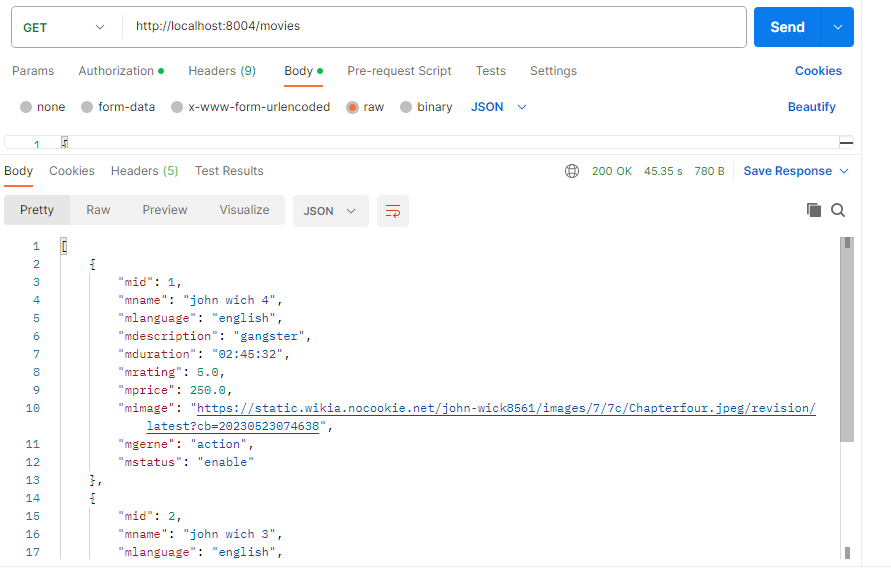 GET http://localhost:8004/movies Send
Params Authorization Headers (9) Body Pre-request Script Tests Settings Cookies
none form-data x-www-form-urlencoded raw binary JSON Beautify
1 {
Body Cookies Headers (5) Test Results 200 OK 45.35 s 780 B Save Response
Pretty Raw Preview Visualize JSON
1 [
2 {
3 "mid": 1,
4 "mname": "john wich 4",
5 "mlanguage": "english",
6 "mdescription": "gangster",
7 "mduration": "02:45:32",
8 "mrating": 5.0,
9 "mprice": 250.0,
10 "mimage": "https://static.wikia.nocookie.net/john-wick8561/images/7/7c/Chapterfour.jpeg/revision/
latest?cb=20230523074638",
11 "mgerne": "action",
12 "mstatus": "enable"
13 },
14 {
15 "mid": 2,
16 "mname": "john wich 3",
17 "mlanguage": "english",